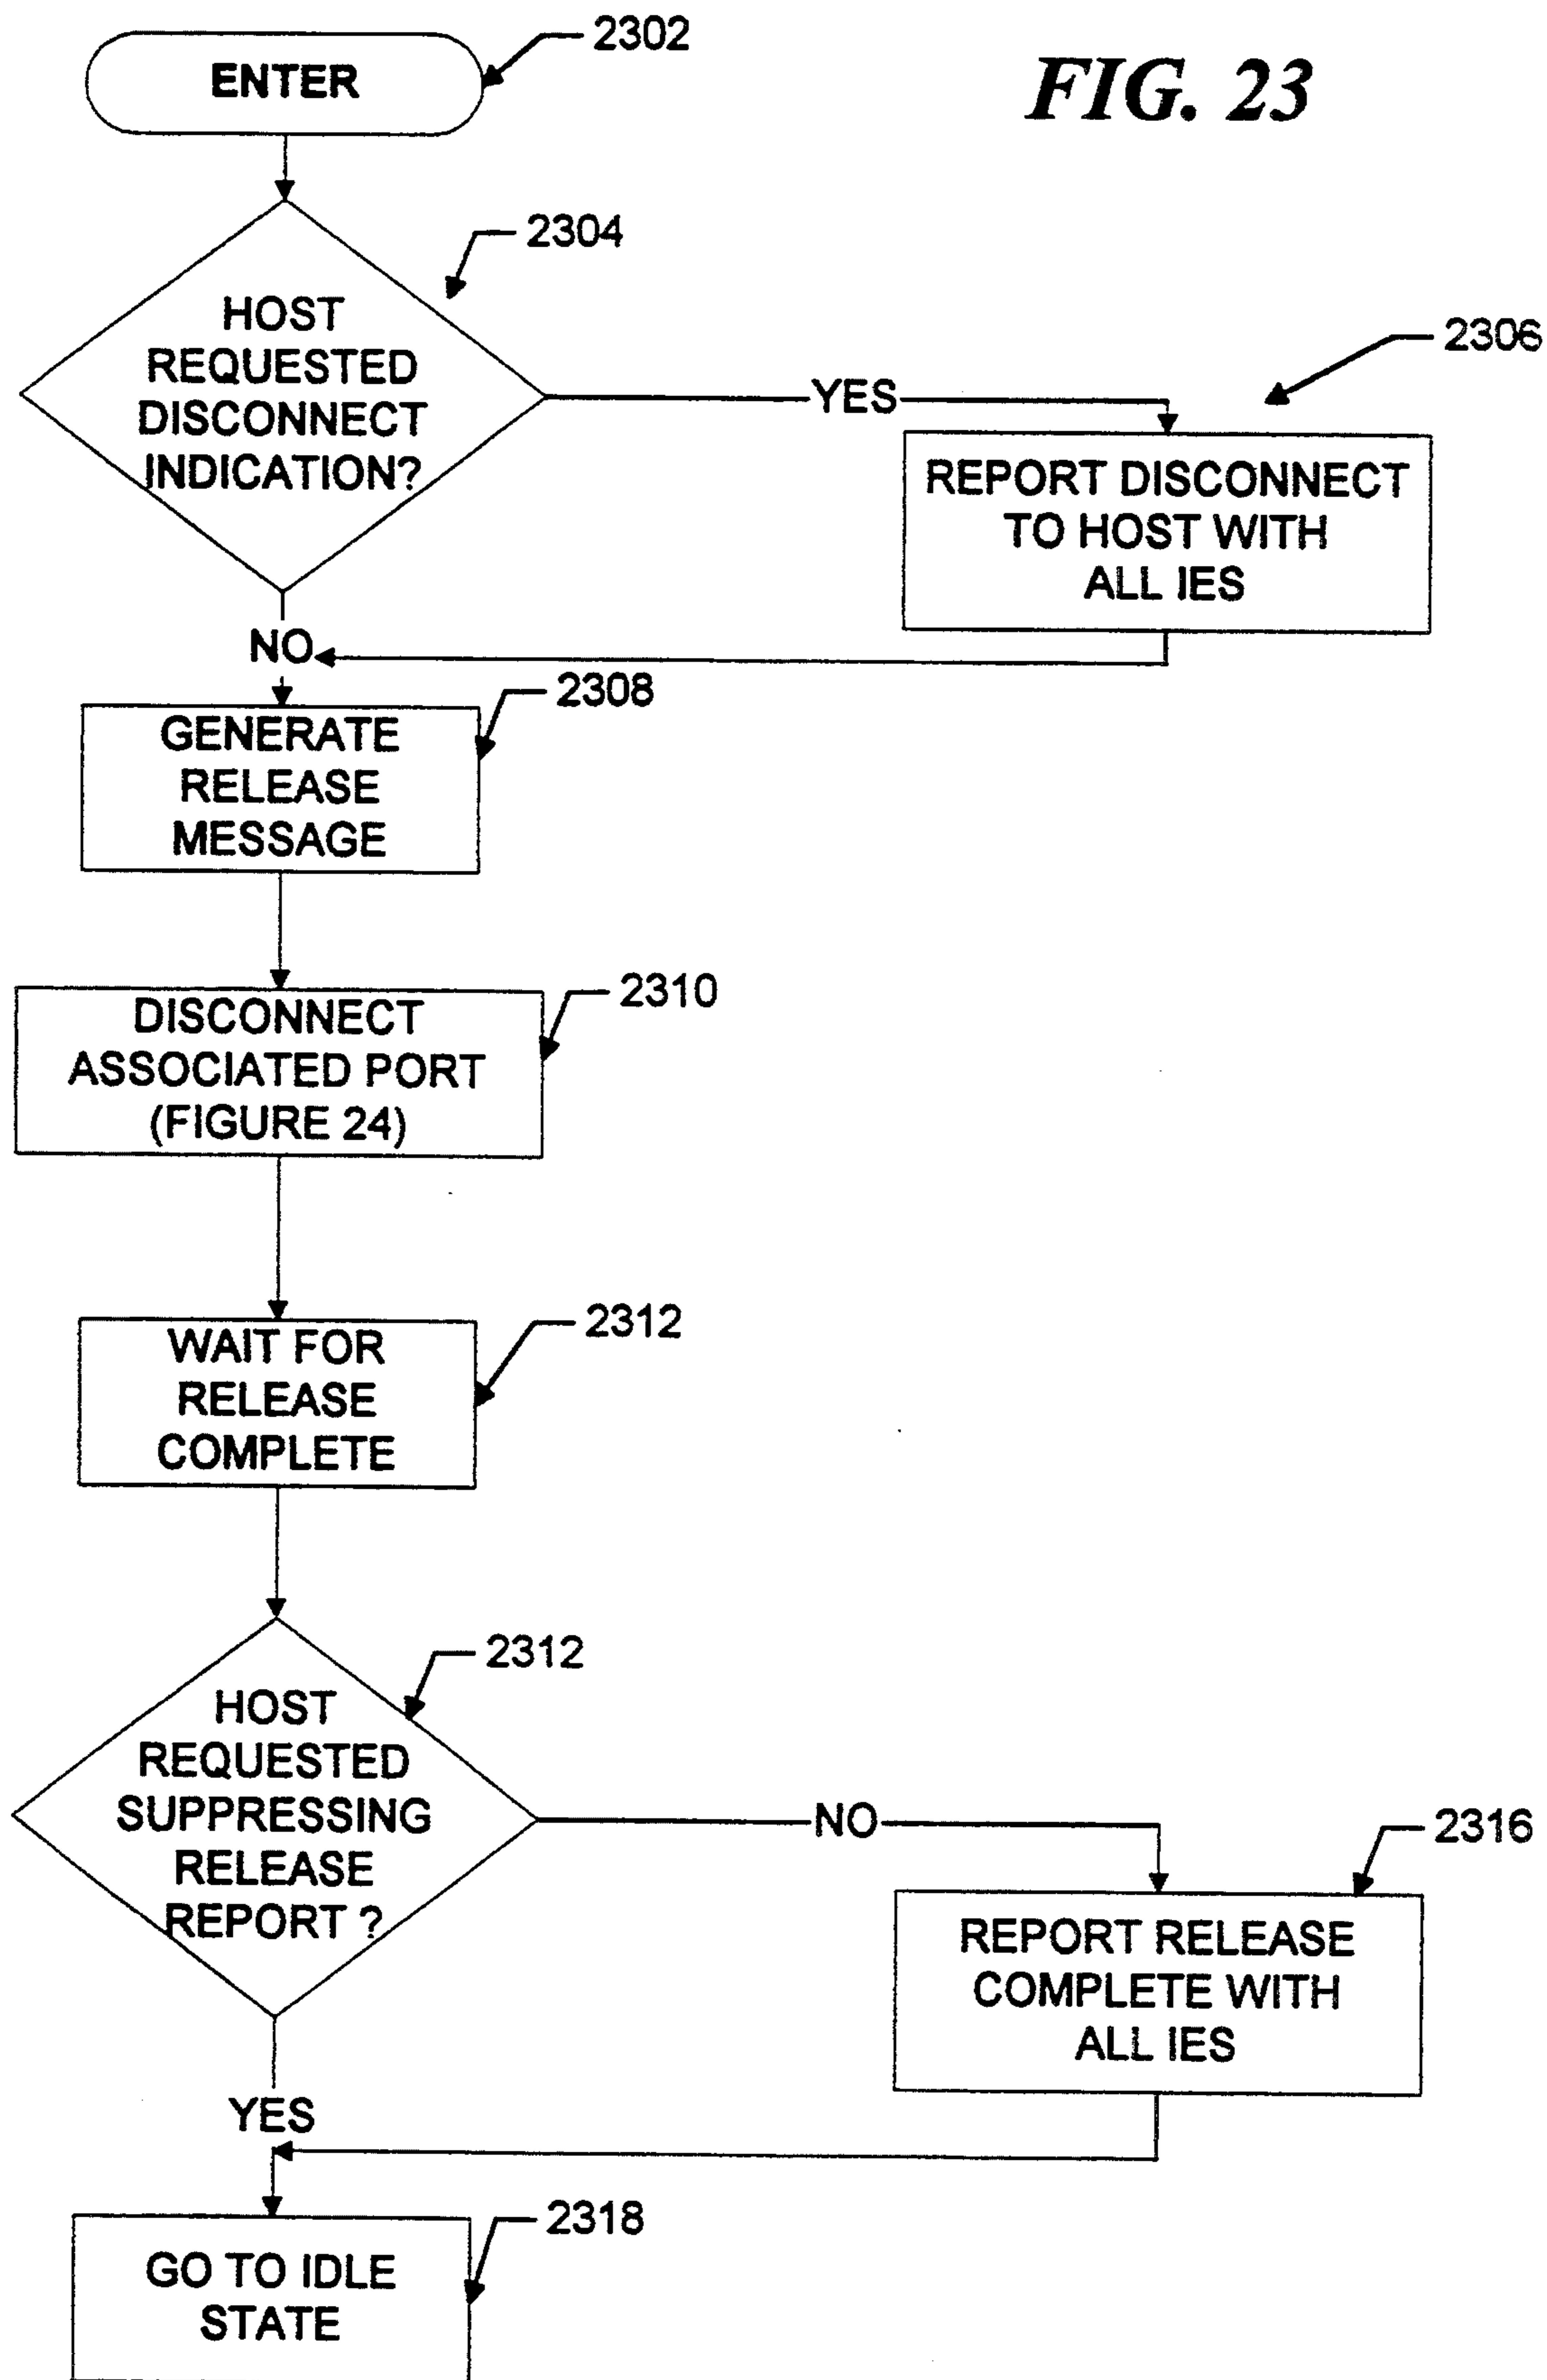 2302
ENTER
FIG. 23
2304
HOST
REQUESTED
DISCONNECT
INDICATION?
YES
2306
REPORT DISCONNECT
TO HOST WITH
ALL IES
NO
2308
GENERATE
RELEASE
MESSAGE
2310
DISCONNECT
ASSOCIATED PORT
(FIGURE 24)
2312
WAIT FOR
RELEASE
COMPLETE
2312
HOST
REQUESTED
SUPPRESSING
RELEASE
REPORT ?
NO
2316
REPORT RELEASE
COMPLETE WITH
ALL IES
YES
2318
GO TO IDLE
STATE